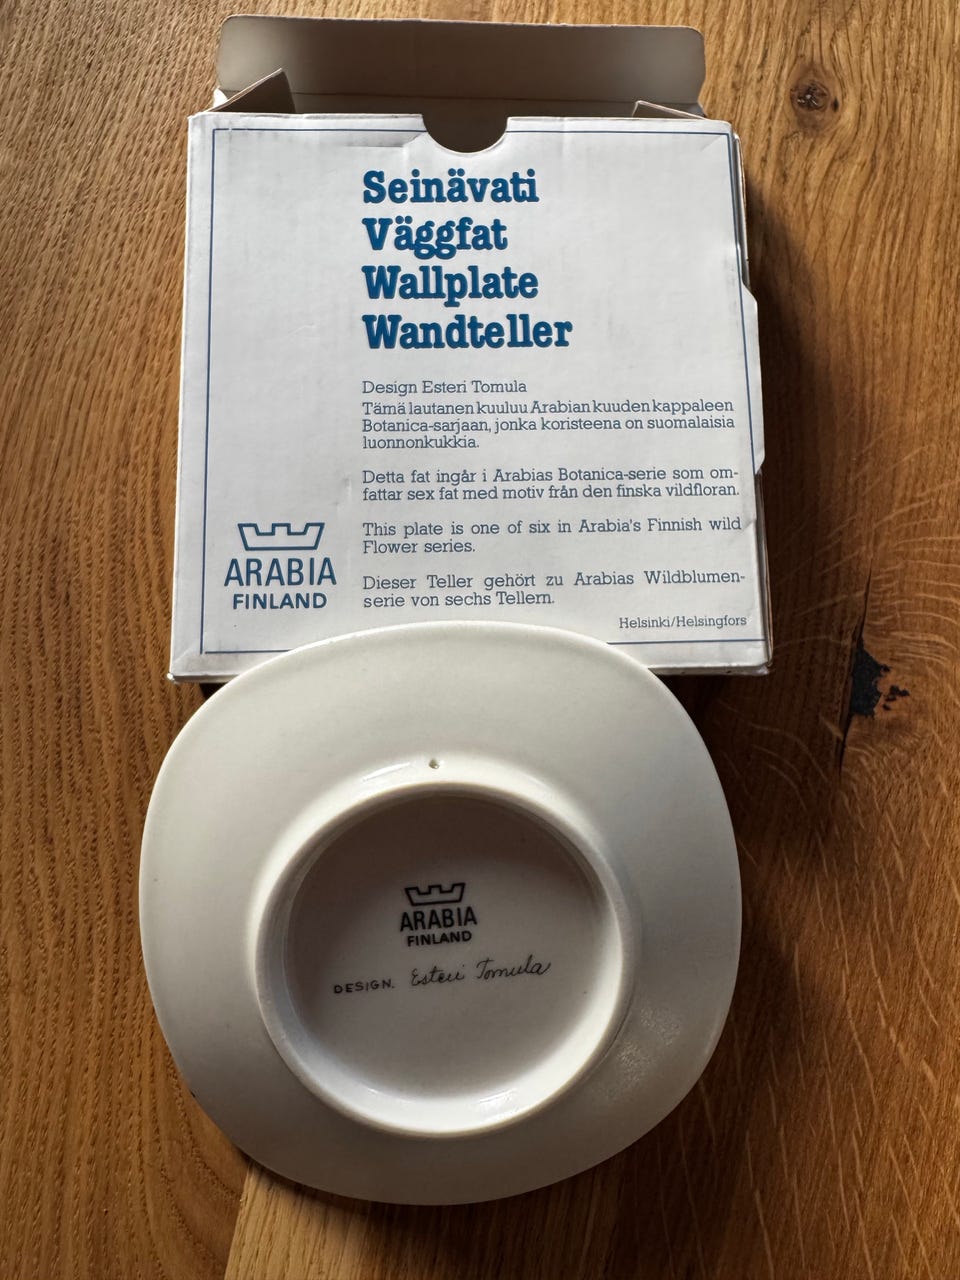 Seinävati
Väggfat
Wallplate
Wandteller
Design Esteri Tomula
Tämä lautanen kuuluu Arabian kuuden kappaleen
Botanica-sarjaan, jonka koristeena on suomalaisia
luonnonkukkia.
Detta fat ingår i Arabias Botanica-serie som om-
fattar sex fat med motiv från den finska vildfloran.
This plate is one of six in Arabia's Finnish wild
Flower series.
Dieser Teller gehört zu Arabias Wildblumen-
serie von sechs Tellern.
Helsinki/Helsingfors
ARABIA
FINLAND
ARABIA
FINLAND
DESIGN. Esteri Tomula